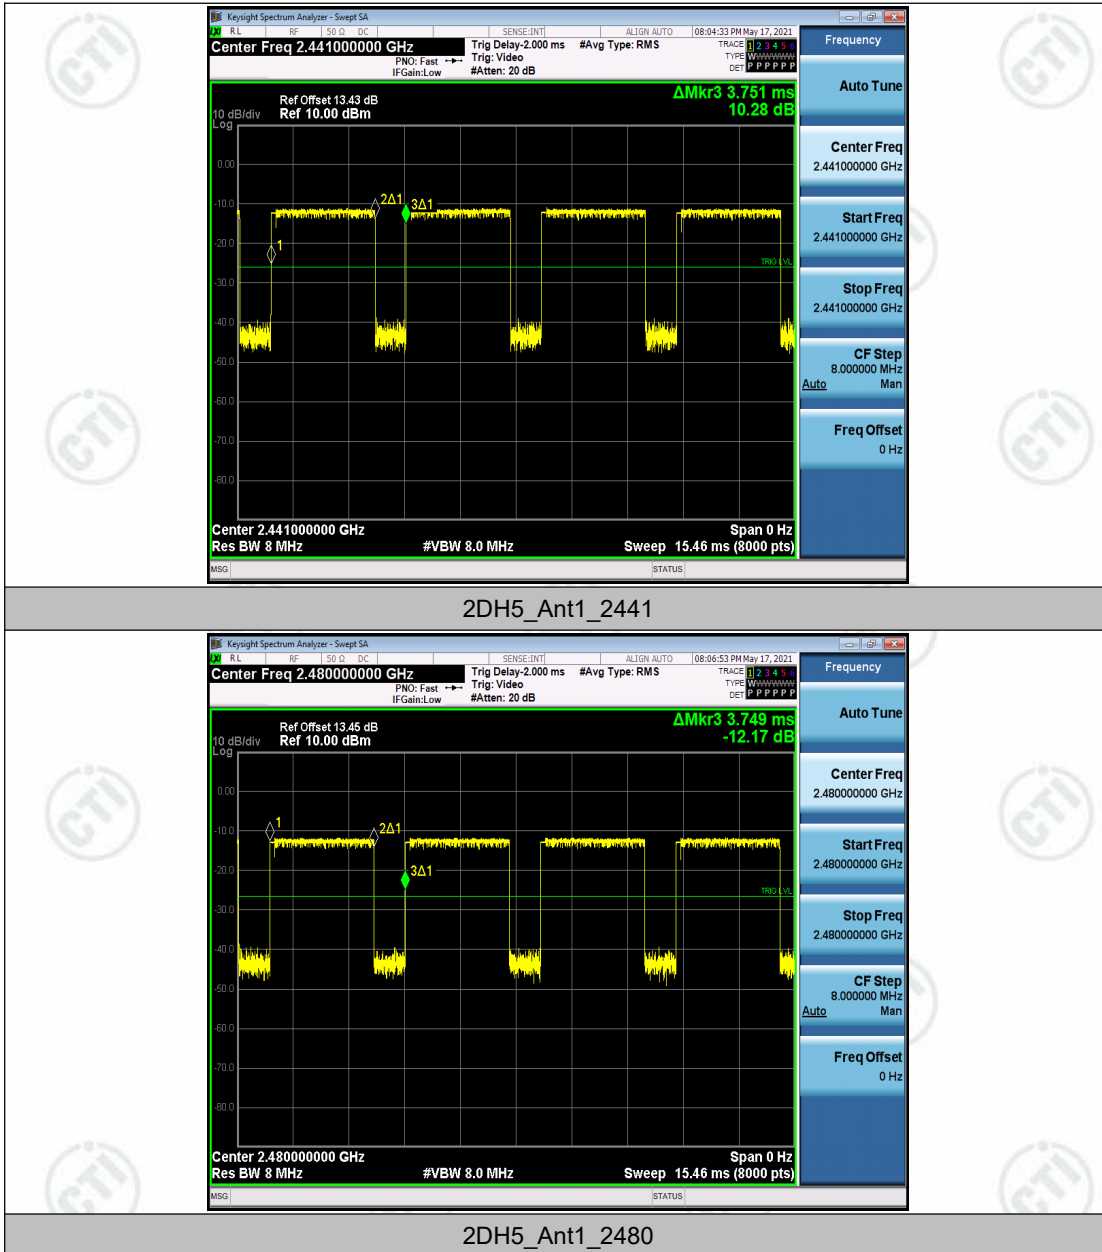 Keysight Spectrum Analyzer - Swept SA
LXI RL RF 50 Ω DC SENSE:INT ALIGN AUTO 08:04:33 PM May 17, 2021
Center Freq 2.441000000 GHz Trig Delay-2.000 ms #Avg Type: RMS TRACE 1 2 3 4 5 6 Frequency
PNO: Fast Trig: Video TYPE WWWWWW
IFGain:Low #Atten: 20 dB DET P P P P P P
Auto Tune
Ref Offset 13.43 dB ΔMkr3 3.751 ms
10 dB/div Ref 10.00 dBm 10.28 dB
Log
Center Freq
2.441000000 GHz
0.00
-10.0
2Δ1 3Δ1
Start Freq
2.441000000 GHz
-20.0
1
TRIG LVL
-30.0
Stop Freq
2.441000000 GHz
-40.0
CF Step
8.000000 MHz
Auto Man
-50.0
-60.0
Freq Offset
0 Hz
-70.0
-80.0
Center 2.441000000 GHz Span 0 Hz
Res BW 8 MHz #VBW 8.0 MHz Sweep 15.46 ms (8000 pts)
MSG STATUS
2DH5_Ant1_2441
Keysight Spectrum Analyzer - Swept SA
LXI RL RF 50 Ω DC SENSE:INT ALIGN AUTO 08:06:53 PM May 17, 2021
Center Freq 2.480000000 GHz Trig Delay-2.000 ms #Avg Type: RMS TRACE 1 2 3 4 5 6 Frequency
PNO: Fast Trig: Video TYPE WWWWWW
IFGain:Low #Atten: 20 dB DET P P P P P P
Auto Tune
Ref Offset 13.45 dB ΔMkr3 3.749 ms
10 dB/div Ref 10.00 dBm -12.17 dB
Log
Center Freq
2.480000000 GHz
0.00
1
2Δ1
-10.0
Start Freq
2.480000000 GHz
3Δ1
-20.0
TRIG LVL
-30.0
Stop Freq
2.480000000 GHz
-40.0
CF Step
8.000000 MHz
Auto Man
-50.0
-60.0
Freq Offset
0 Hz
-70.0
-80.0
Center 2.480000000 GHz Span 0 Hz
Res BW 8 MHz #VBW 8.0 MHz Sweep 15.46 ms (8000 pts)
MSG STATUS
2DH5_Ant1_2480
CTI
CTI
CTI
CTI
CTI
CTI
CTI
CTI